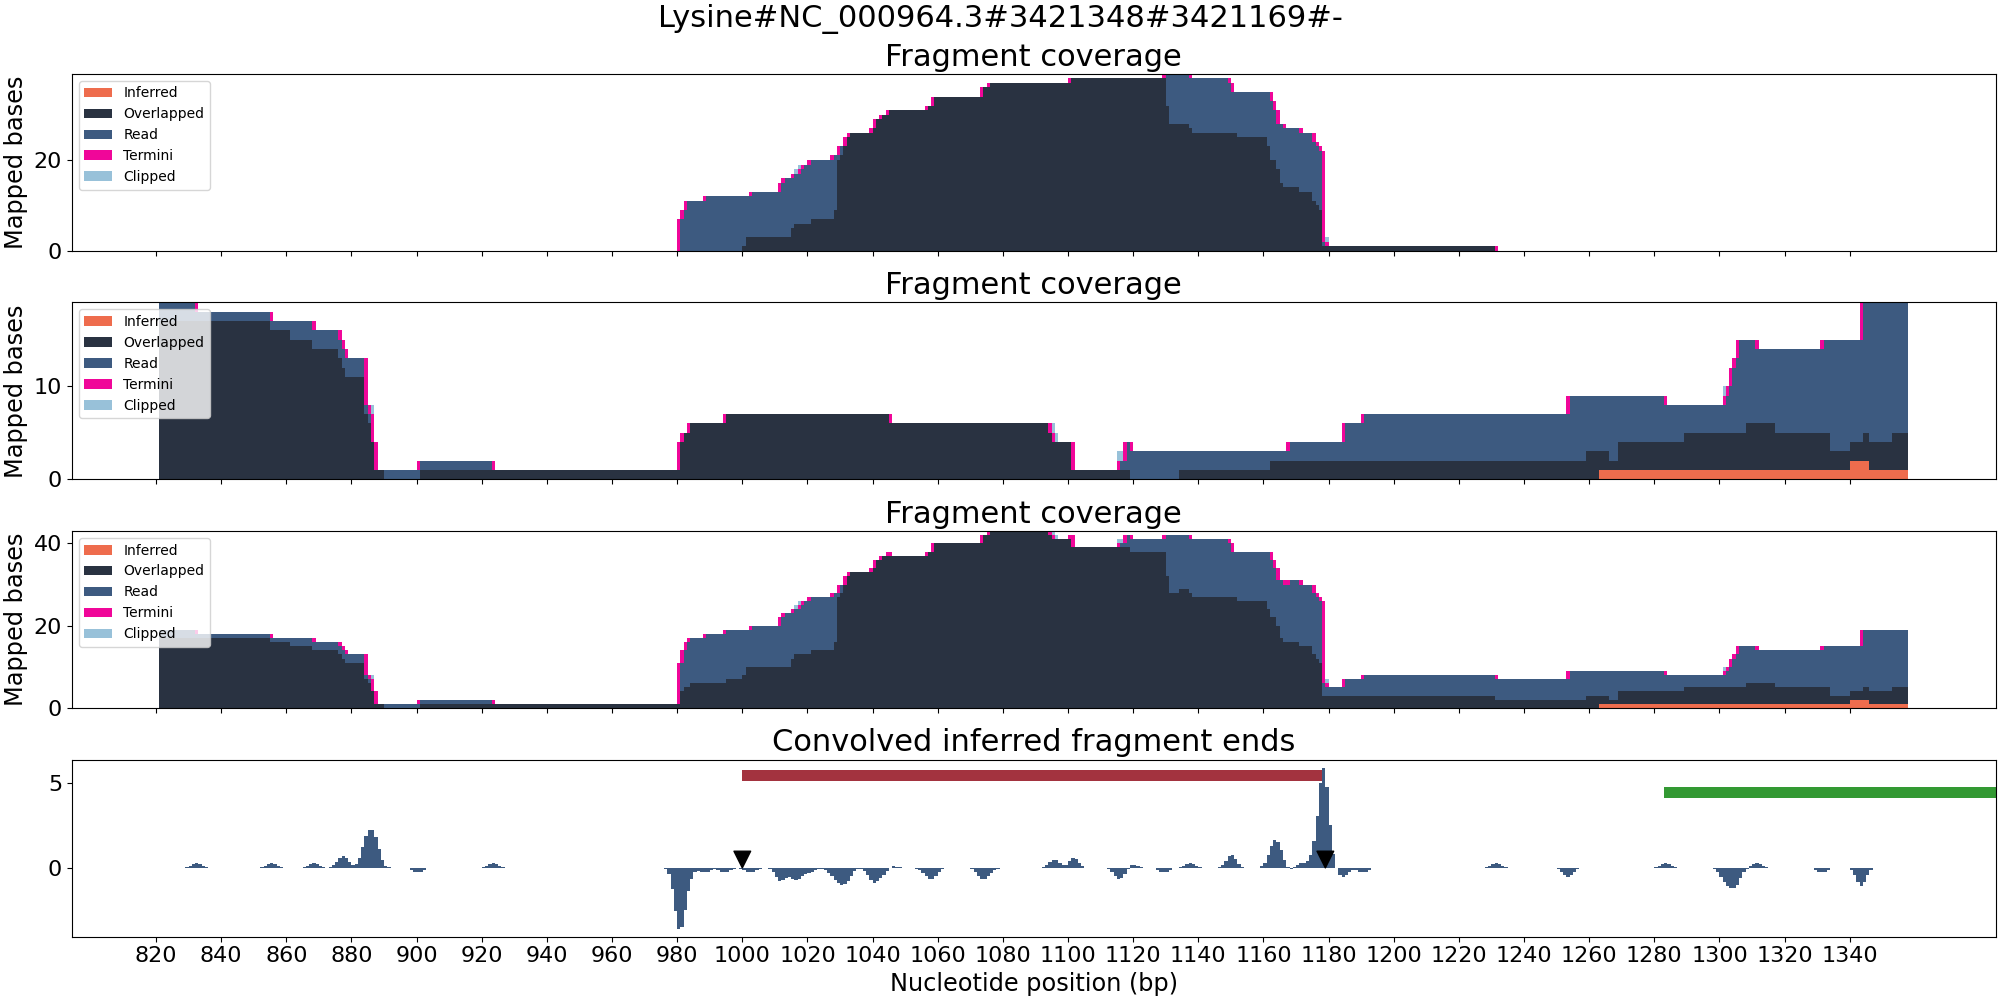 Lysine#NC_000964.3#3421348#3421169#-
Fragment coverage
Mapped bases
20
0
Inferred
Overlapped
Read
Termini
Clipped
Fragment coverage
Mapped bases
10
0
Inferred
Overlapped
Read
Termini
Clipped
Fragment coverage
Mapped bases
40
20
0
Inferred
Overlapped
Read
Termini
Clipped
Convolved inferred fragment ends
5
0
820 840 860 880 900 920 940 960 980 1000 1020 1040 1060 1080 1100 1120 1140 1160 1180 1200 1220 1240 1260 1280 1300 1320 1340
Nucleotide position (bp)